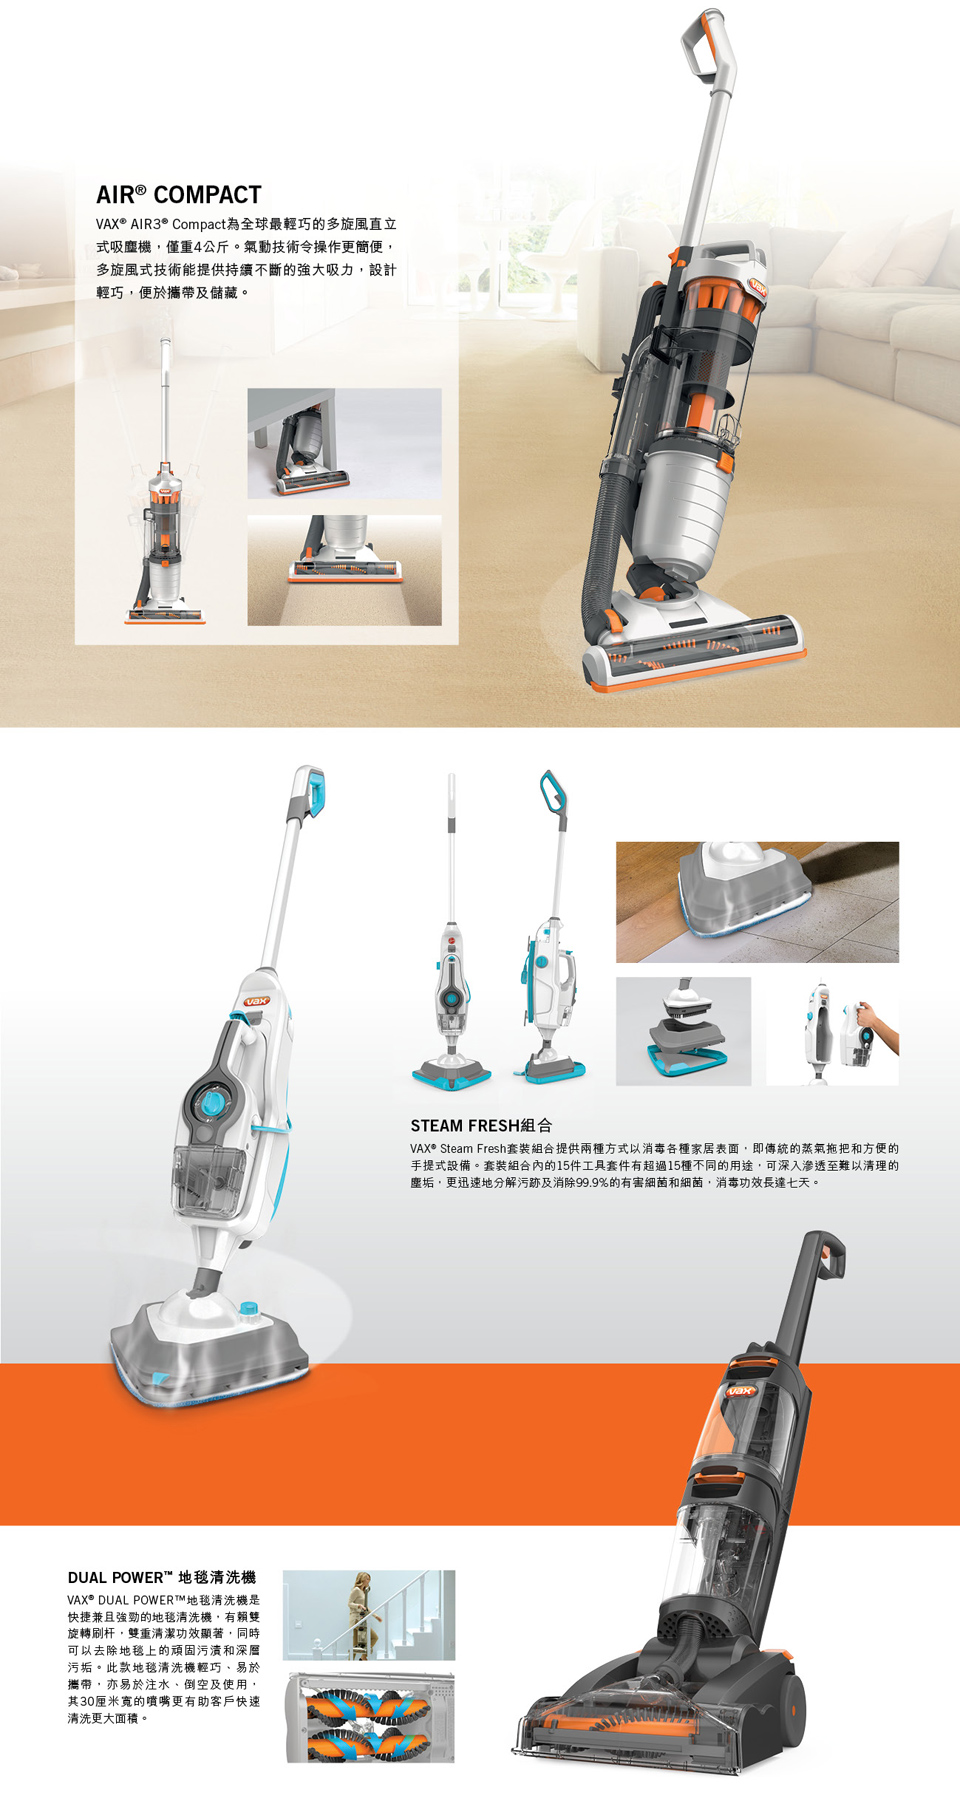 AIR® COMPACT
VAX® AIR3® Compact為全球最輕巧的多旋風直立
式吸塵機，僅重4公斤。氣動技術令操作更簡便，
多旋風式技術能提供持續不斷的強大吸力，設計
輕巧，便於攜帶及儲藏。
vax
vax
STEAM FRESH組合
VAX® Steam Fresh套裝組合提供兩種方式以消毒各種家居表面，即傳統的蒸氣拖把和方便的
手提式設備。套裝組合內的15件工具套件有超過15種不同的用途，可深入滲透至難以清理的
塵垢，更迅速地分解污跡及消除99.9%的有害細菌和細菌，消毒功效長達七天。
vax
DUAL POWER™ 地毯清洗機
VAX® DUAL POWER™地毯清洗機是
快捷兼且強勁的地毯清洗機，有賴雙
旋轉刷杆，雙重清潔功效顯著，同時
可以去除地毯上的頑固污漬和深層
污垢。此款地毯清洗機輕巧、易於
攜帶，亦易於注水、倒空及使用，
其30厘米寬的噴嘴更有助客戶快速
清洗更大面積。